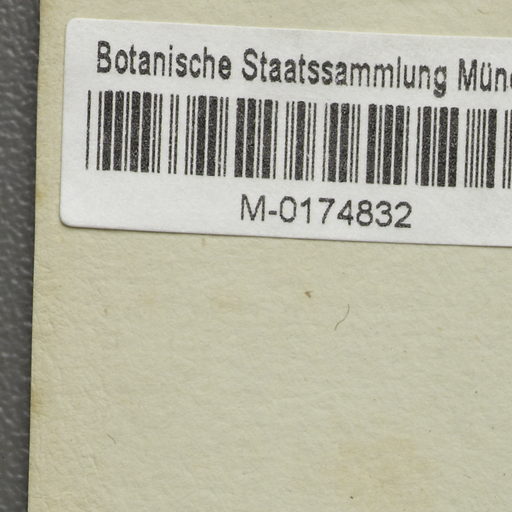 Botanische Staatssammlung Münc
M-0174832